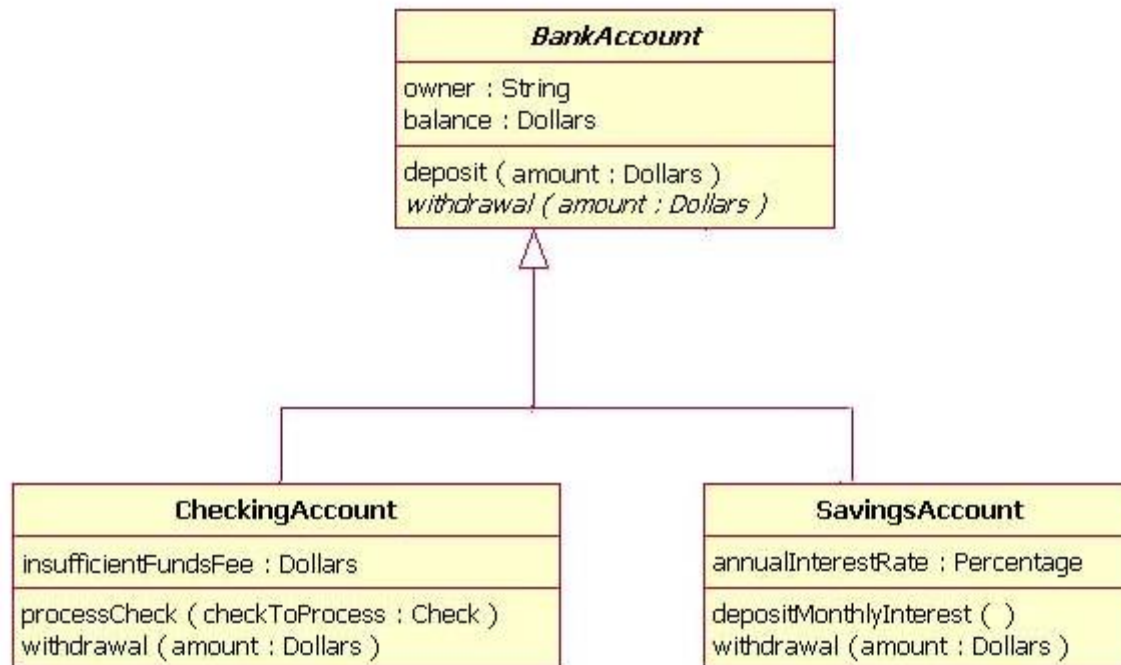 BankAccount
owner : String
balance : Dollars
deposit ( amount : Dollars )
withdrawal ( amount : Dollars )
CheckingAccount
insufficientFundsFee : Dollars
processCheck ( checkToProcess : Check )
withdrawal ( amount : Dollars )
SavingsAccount
annualInterestRate : Percentage
depositMonthlyInterest ( )
withdrawal ( amount : Dollars )